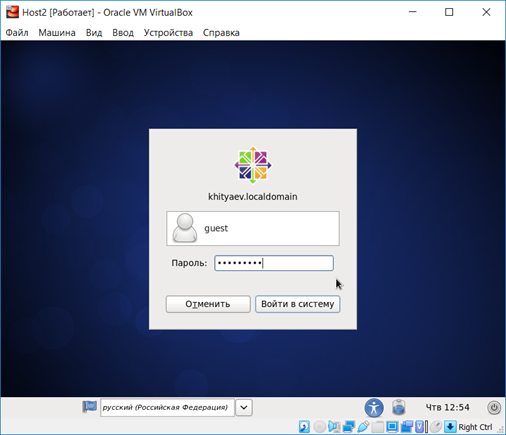 Host2 [Работает] - Oracle VM VirtualBox
Файл Машина Вид Ввод Устройства Справка
khityaev.localdomain
guest
Пароль: •••••••••
Отменить Войти в систему
русский (Российская Федерация) Чтв 12:54
Right Ctrl